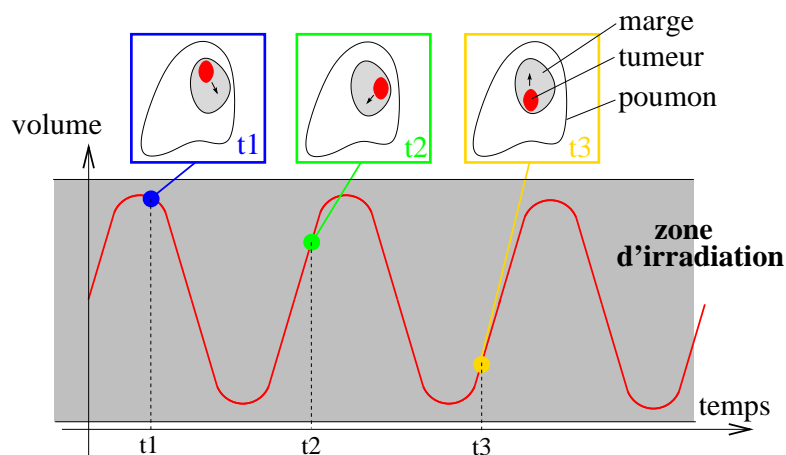 marge
tumeur
poumon
volume
t1
t2
t3
zone
d'irradiation
temps
t1
t2
t3